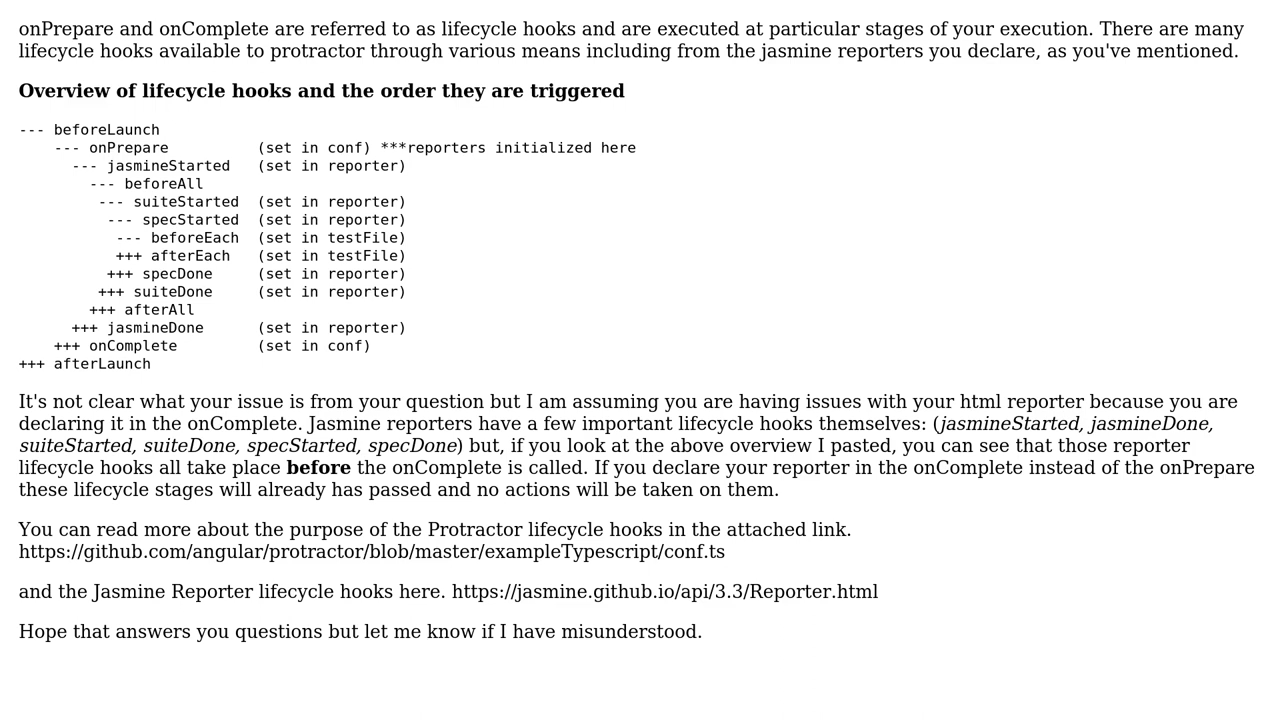 onPrepare and onComplete are referred to as lifecycle hooks and are executed at particular stages of your execution. There are many
lifecycle hooks available to protractor through various means including from the jasmine reporters you declare, as you've mentioned.
Overview of lifecycle hooks and the order they are triggered
--- beforeLaunch
    --- onPrepare          (set in conf) ***reporters initialized here
      --- jasmineStarted   (set in reporter)
        --- beforeAll
         --- suiteStarted  (set in reporter)
          --- specStarted  (set in reporter)
           --- beforeEach  (set in testFile)
           +++ afterEach   (set in testFile)
          +++ specDone     (set in reporter)
         +++ suiteDone     (set in reporter)
        +++ afterAll
      +++ jasmineDone      (set in reporter)
    +++ onComplete         (set in conf)
+++ afterLaunch
It's not clear what your issue is from your question but I am assuming you are having issues with your html reporter because you are
declaring it in the onComplete. Jasmine reporters have a few important lifecycle hooks themselves: (jasmineStarted, jasmineDone,
suiteStarted, suiteDone, specStarted, specDone) but, if you look at the above overview I pasted, you can see that those reporter
lifecycle hooks all take place before the onComplete is called. If you declare your reporter in the onComplete instead of the onPrepare
these lifecycle stages will already has passed and no actions will be taken on them.
You can read more about the purpose of the Protractor lifecycle hooks in the attached link.
https://github.com/angular/protractor/blob/master/exampleTypescript/conf.ts
and the Jasmine Reporter lifecycle hooks here. https://jasmine.github.io/api/3.3/Reporter.html
Hope that answers you questions but let me know if I have misunderstood.